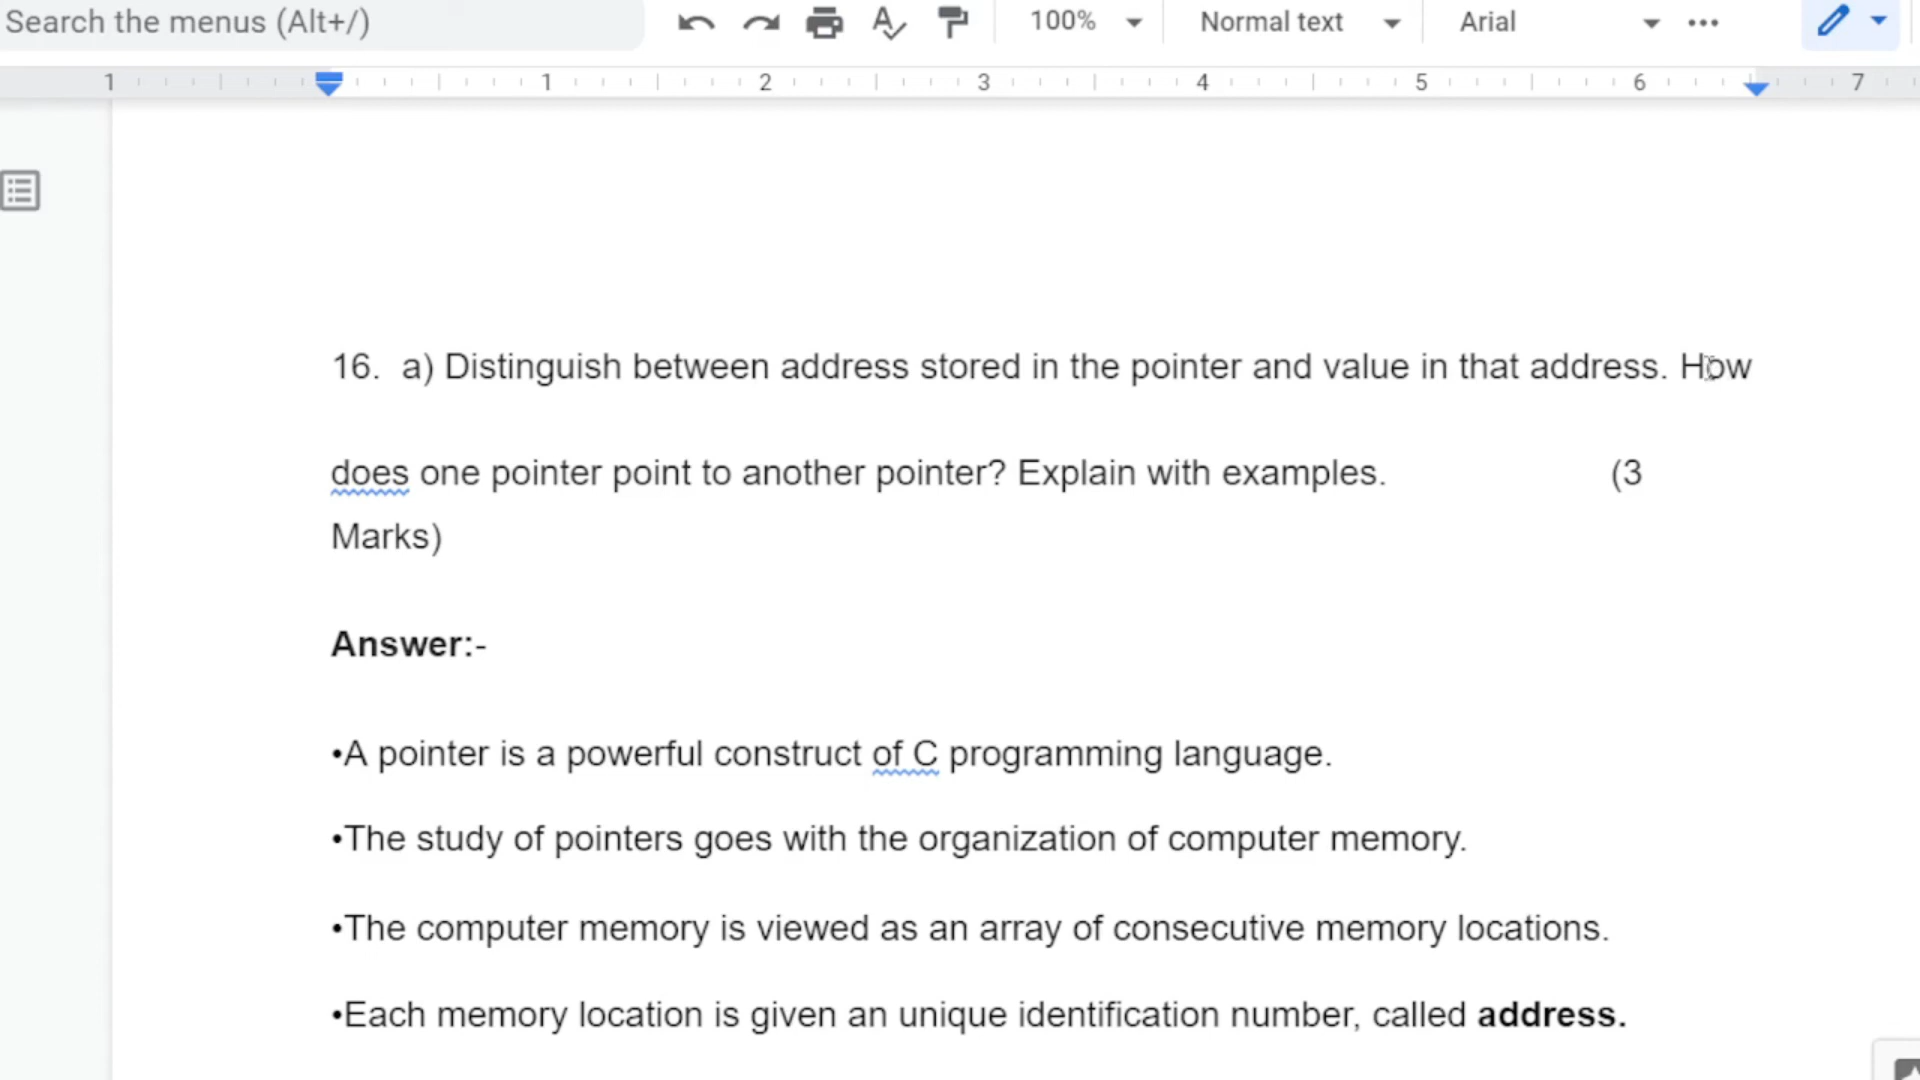 Search the menus (Alt+/)
100%
Normal text
Arial
1 1 2 3 4 5 6 7
16. a) Distinguish between address stored in the pointer and value in that address. How
does one pointer point to another pointer? Explain with examples. (3
Marks)
Answer:-
•A pointer is a powerful construct of C programming language.
•The study of pointers goes with the organization of computer memory.
•The computer memory is viewed as an array of consecutive memory locations.
•Each memory location is given an unique identification number, called address.